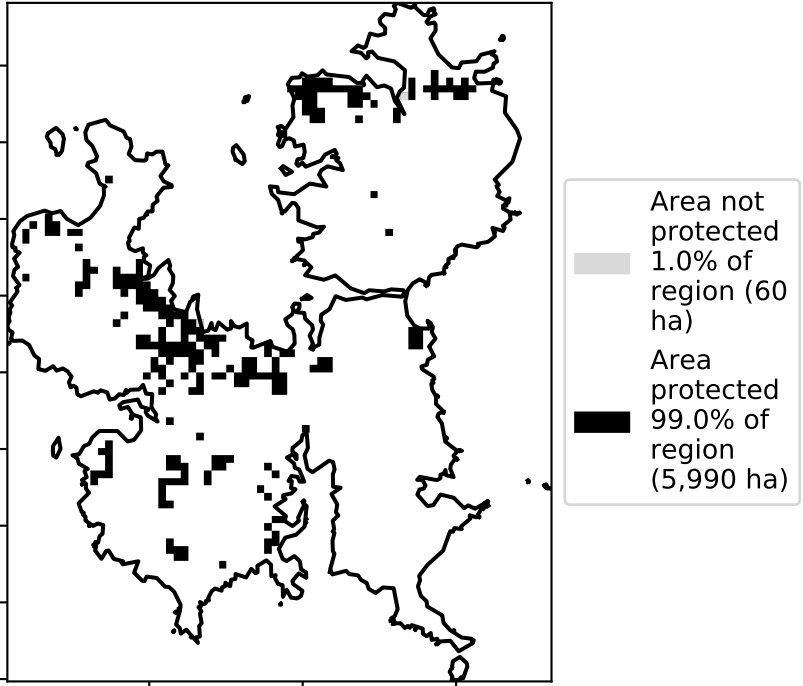 Area not
protected
1.0% of
region (60
ha)
Area
protected
99.0% of
region
(5,990 ha)